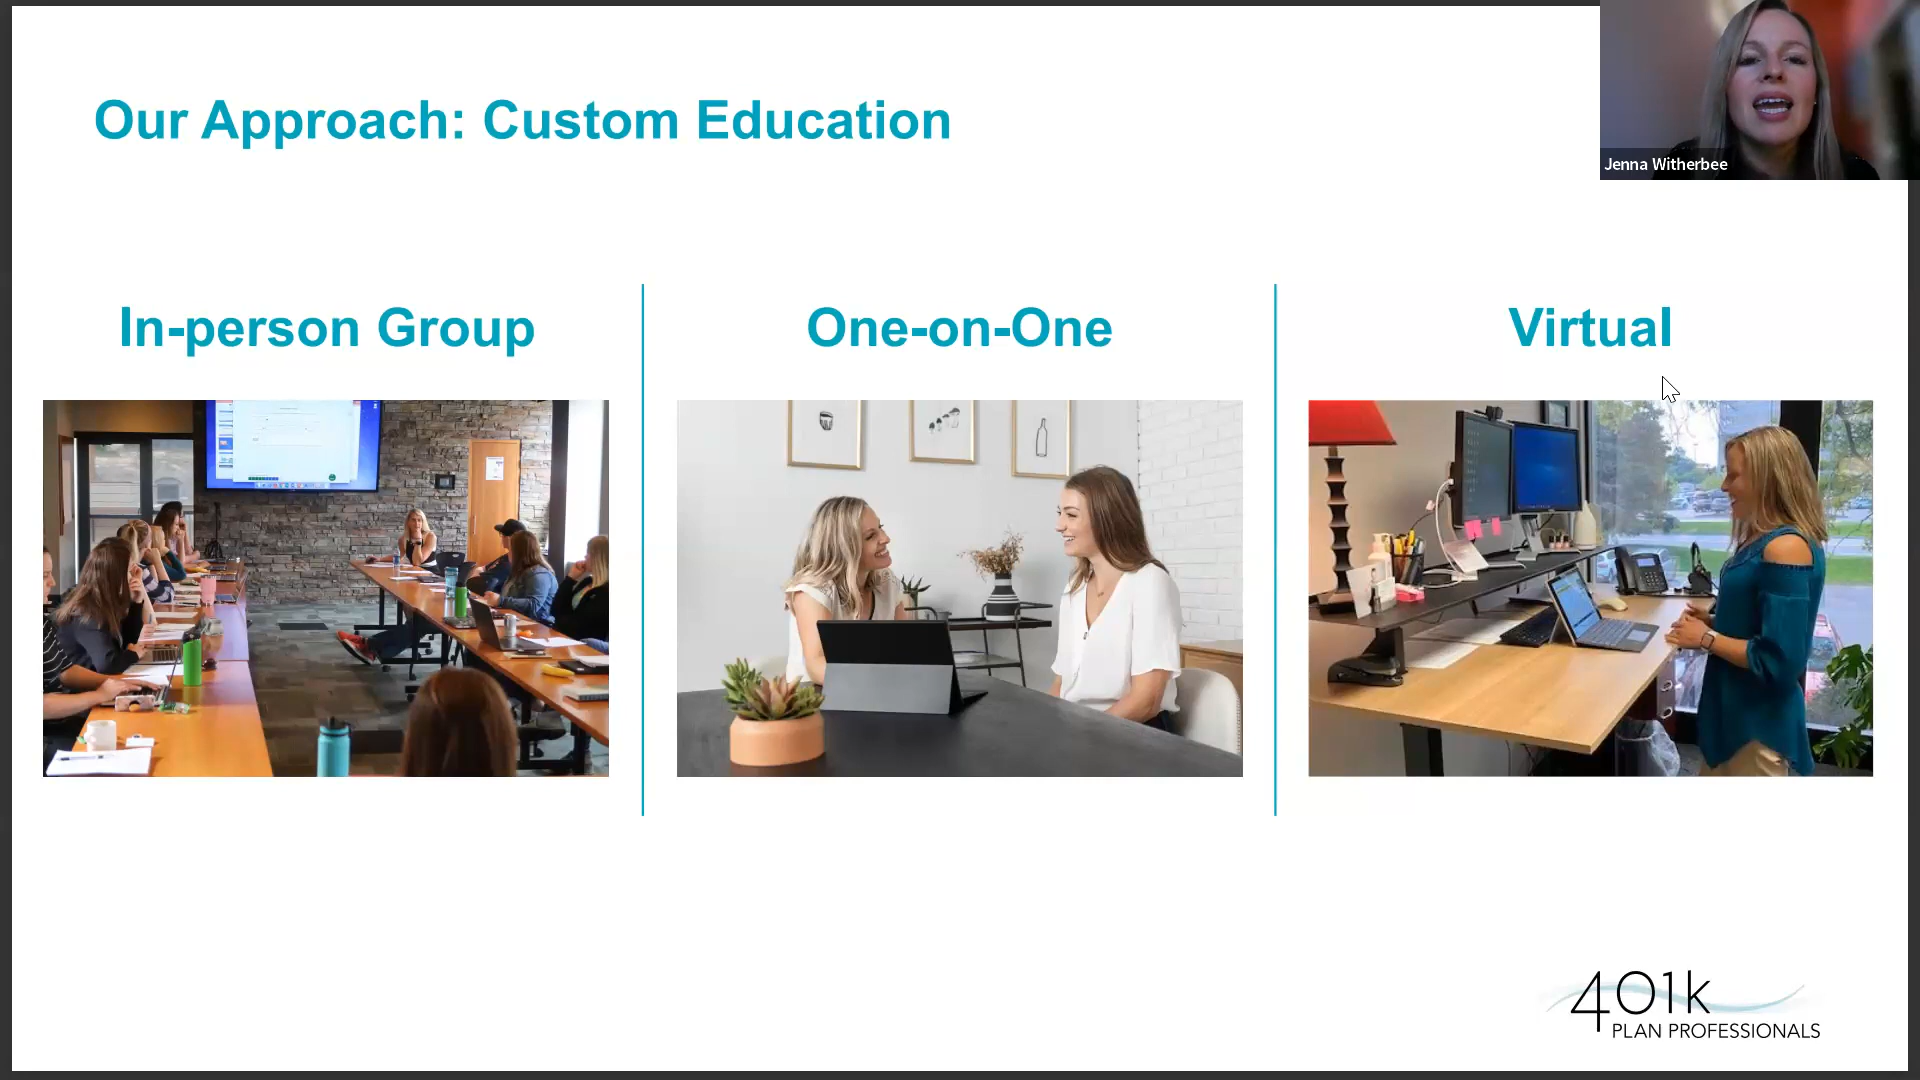 Our Approach: Custom Education
Jenna Witherbee
In-person Group
One-on-One
Virtual
401k
PLAN PROFESSIONALS